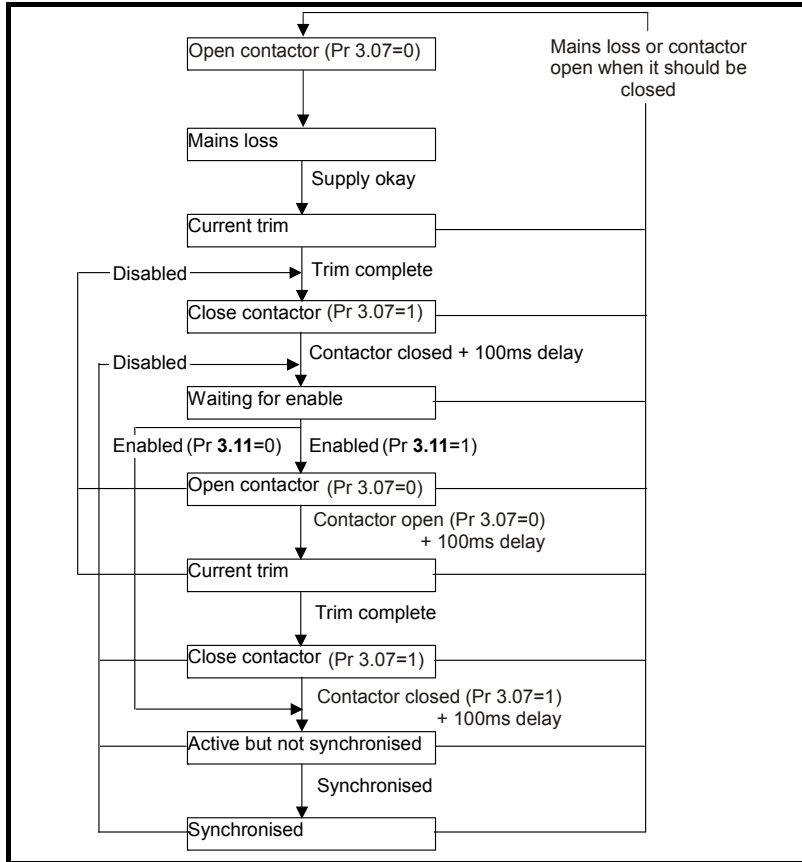 Open contactor (Pr 3.07=0)
Mains loss or contactor
open when it should be
closed
Mains loss
Supply okay
Current trim
Disabled
Trim complete
Close contactor (Pr 3.07=1)
Disabled
Contactor closed + 100ms delay
Waiting for enable
Enabled (Pr 3.11=0)
Enabled (Pr 3.11=1)
Open contactor (Pr 3.07=0)
Contactor open (Pr 3.07=0)
+ 100ms delay
Current trim
Trim complete
Close contactor (Pr 3.07=1)
Contactor closed (Pr 3.07=1)
+ 100ms delay
Active but not synchronised
Synchronised
Synchronised